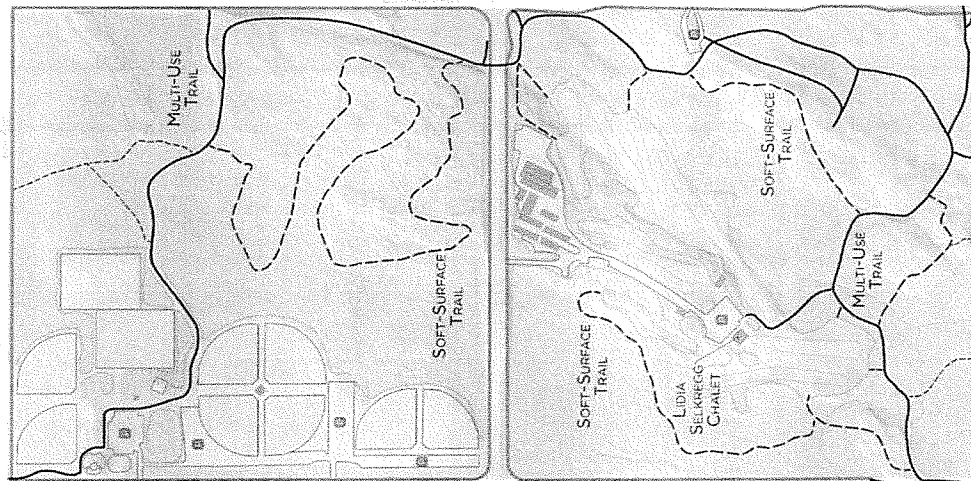 MULTI-USE
TRAIL
SOFT-SURFACE
TRAIL
SOFT-SURFACE
TRAIL
LIDIA
SELKREGG
CHALET
SOFT-SURFACE
TRAIL
MULTI-USE
TRAIL